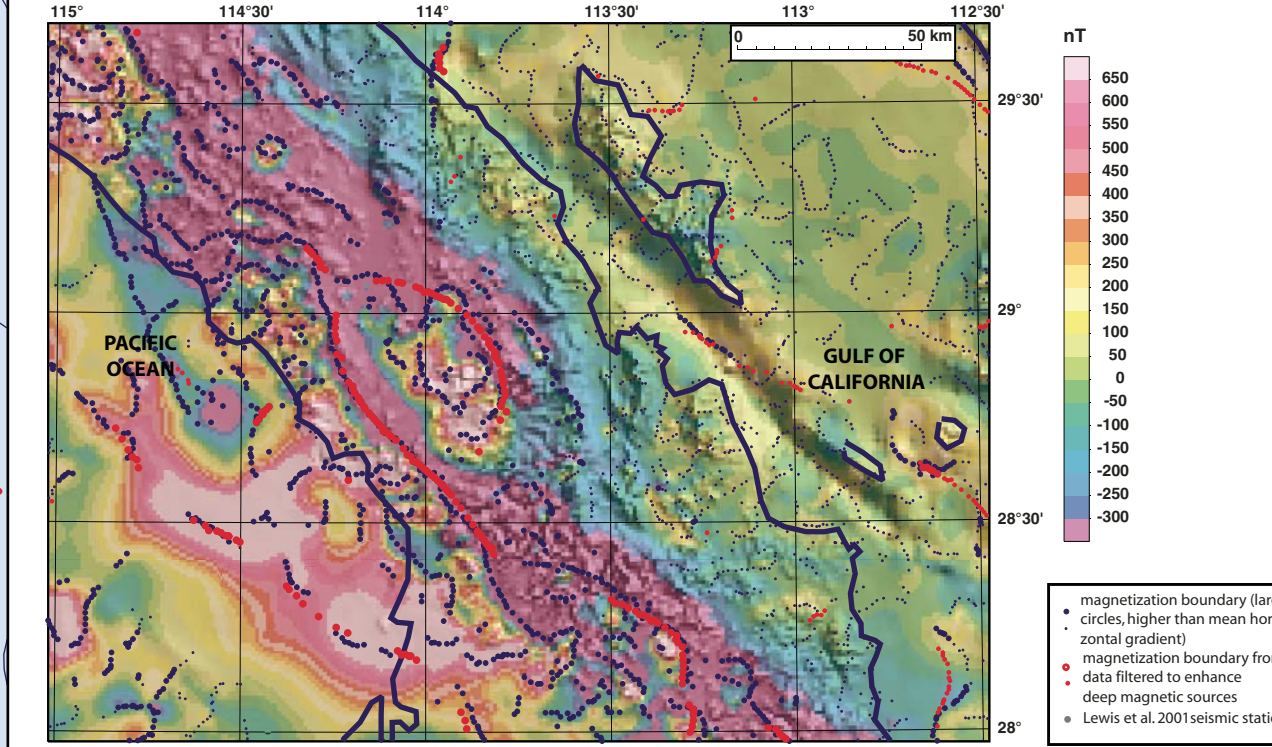 115°
114°30'
114°
113°30'
113°
112°30'
0
50 km
29°30'
29°
28°30'
28°
PACIFIC
OCEAN
GULF OF
CALIFORNIA
nT
650
600
550
500
450
400
350
300
250
200
150
100
50
0
-50
-100
-150
-200
-250
-300
magnetization boundary (lar
circles, higher than mean hor
zontal gradient)
magnetization boundary fro
data filtered to enhance
deep magnetic sources
Lewis et al. 2001 seismic static